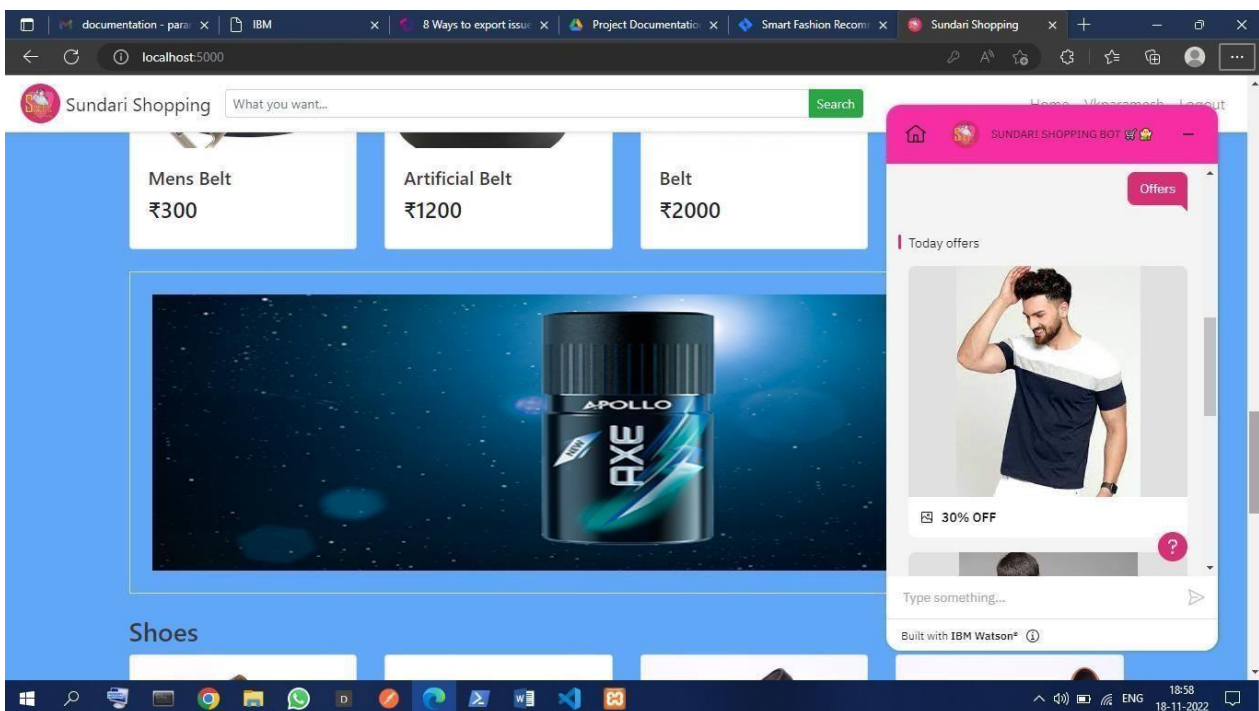 documentation - para
IBM
8 Ways to export issue
Project Documentatio
Smart Fashion Recom
Sundari Shopping
localhost:5000
Sundari Shopping
What you want...
Search
Home Vkparamesh Logout
SUNDARI SHOPPING BOT
Mens Belt
₹300
Artificial Belt
₹1200
Belt
₹2000
APOLLO
NEW
AXE
Shoes
Offers
Today offers
30% OFF
?
Type something...
Built with IBM Watson®
ENG
18:58
18-11-2022